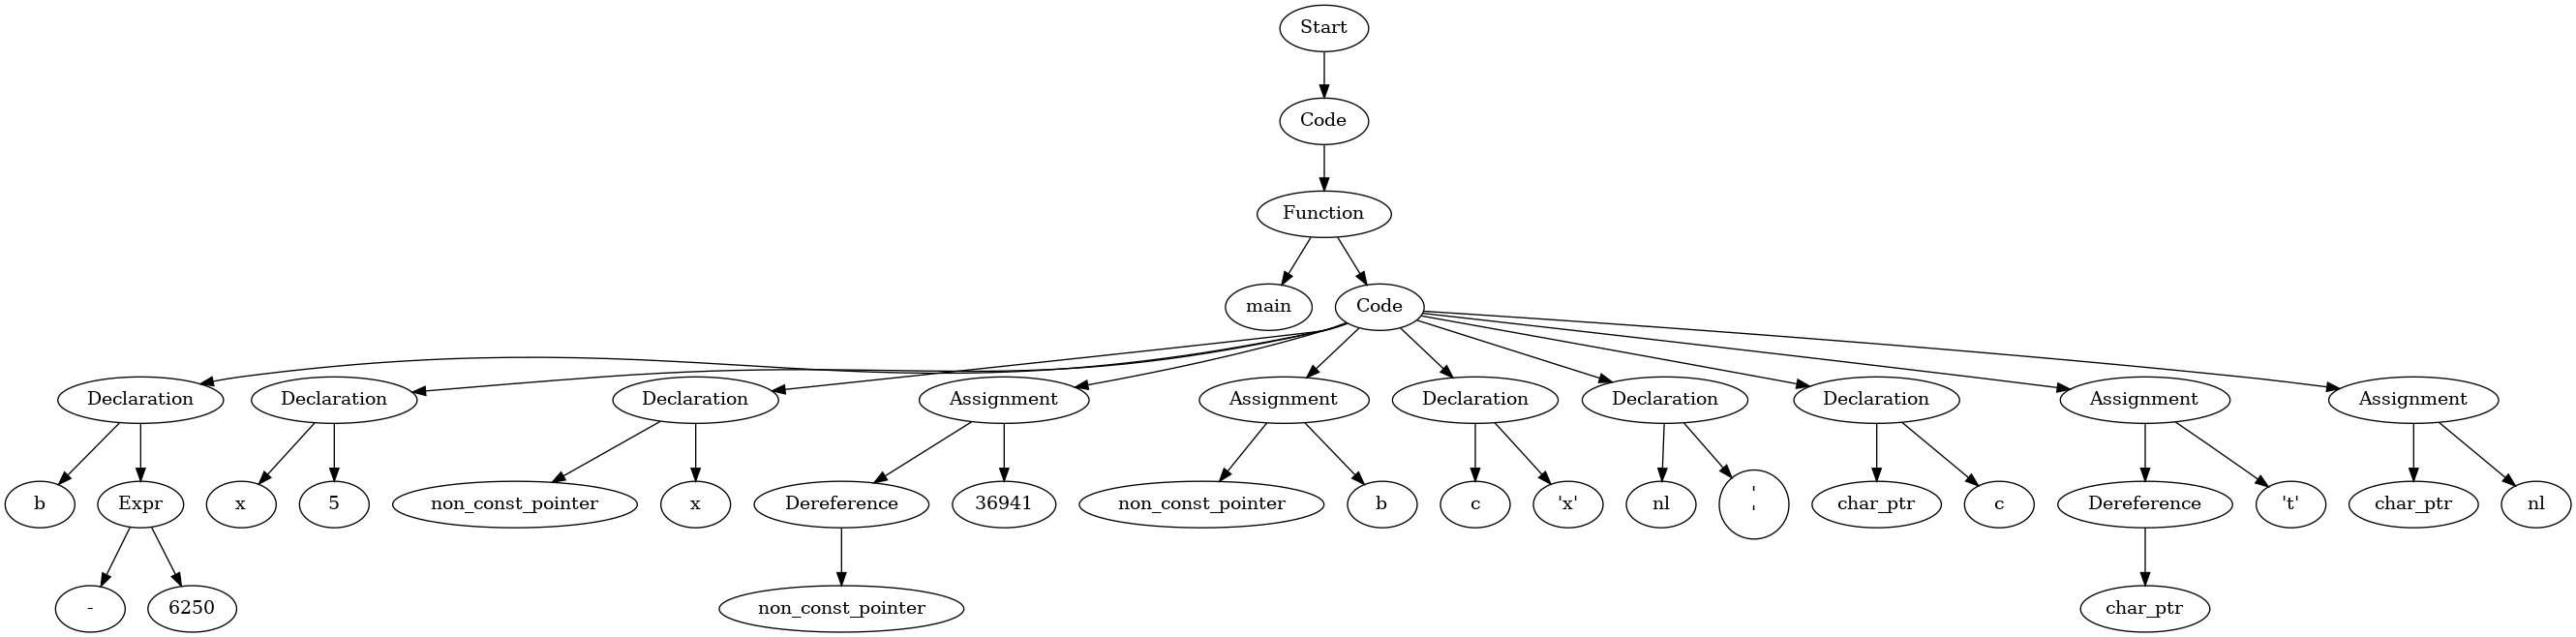 Start
Code
Function
main
Code
Declaration
Declaration
Declaration
Assignment
Assignment
Declaration
Declaration
Declaration
Assignment
Assignment
b
Expr
x
5
non_const_pointer
x
Dereference
36941
non_const_pointer
b
c
'x'
nl
'
'
char_ptr
c
Dereference
't'
char_ptr
nl
-
6250
non_const_pointer
char_ptr